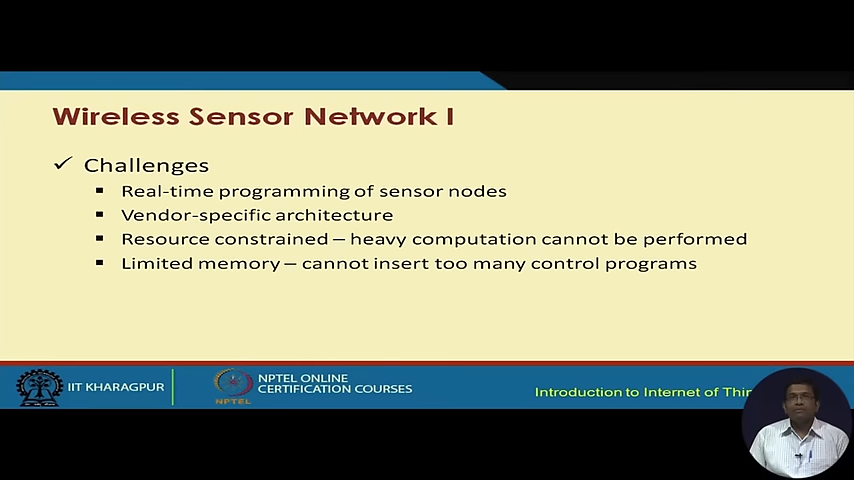 Wireless Sensor Network I
✓ Challenges
▪ Real-time programming of sensor nodes
▪ Vendor-specific architecture
▪ Resource constrained – heavy computation cannot be performed
▪ Limited memory – cannot insert too many control programs
IIT KHARAGPUR
NPTEL ONLINE
CERTIFICATION COURSES
NPTEL
Introduction to Internet of